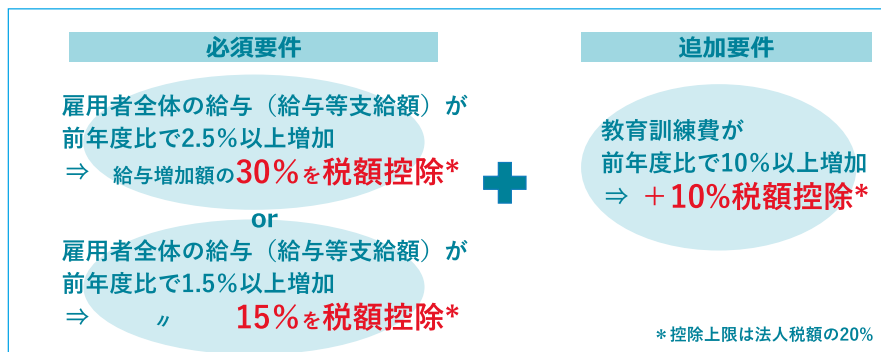 必須要件
雇用者全体の給与（給与等支給額）が
前年度比で2.5%以上増加
⇒ 給与増加額の30%を税額控除*
or
雇用者全体の給与（給与等支給額）が
前年度比で1.5%以上増加
⇒ 〃 15%を税額控除*
追加要件
教育訓練費が
前年度比で10%以上増加
⇒ ＋10%税額控除*
*控除上限は法人税額の20%